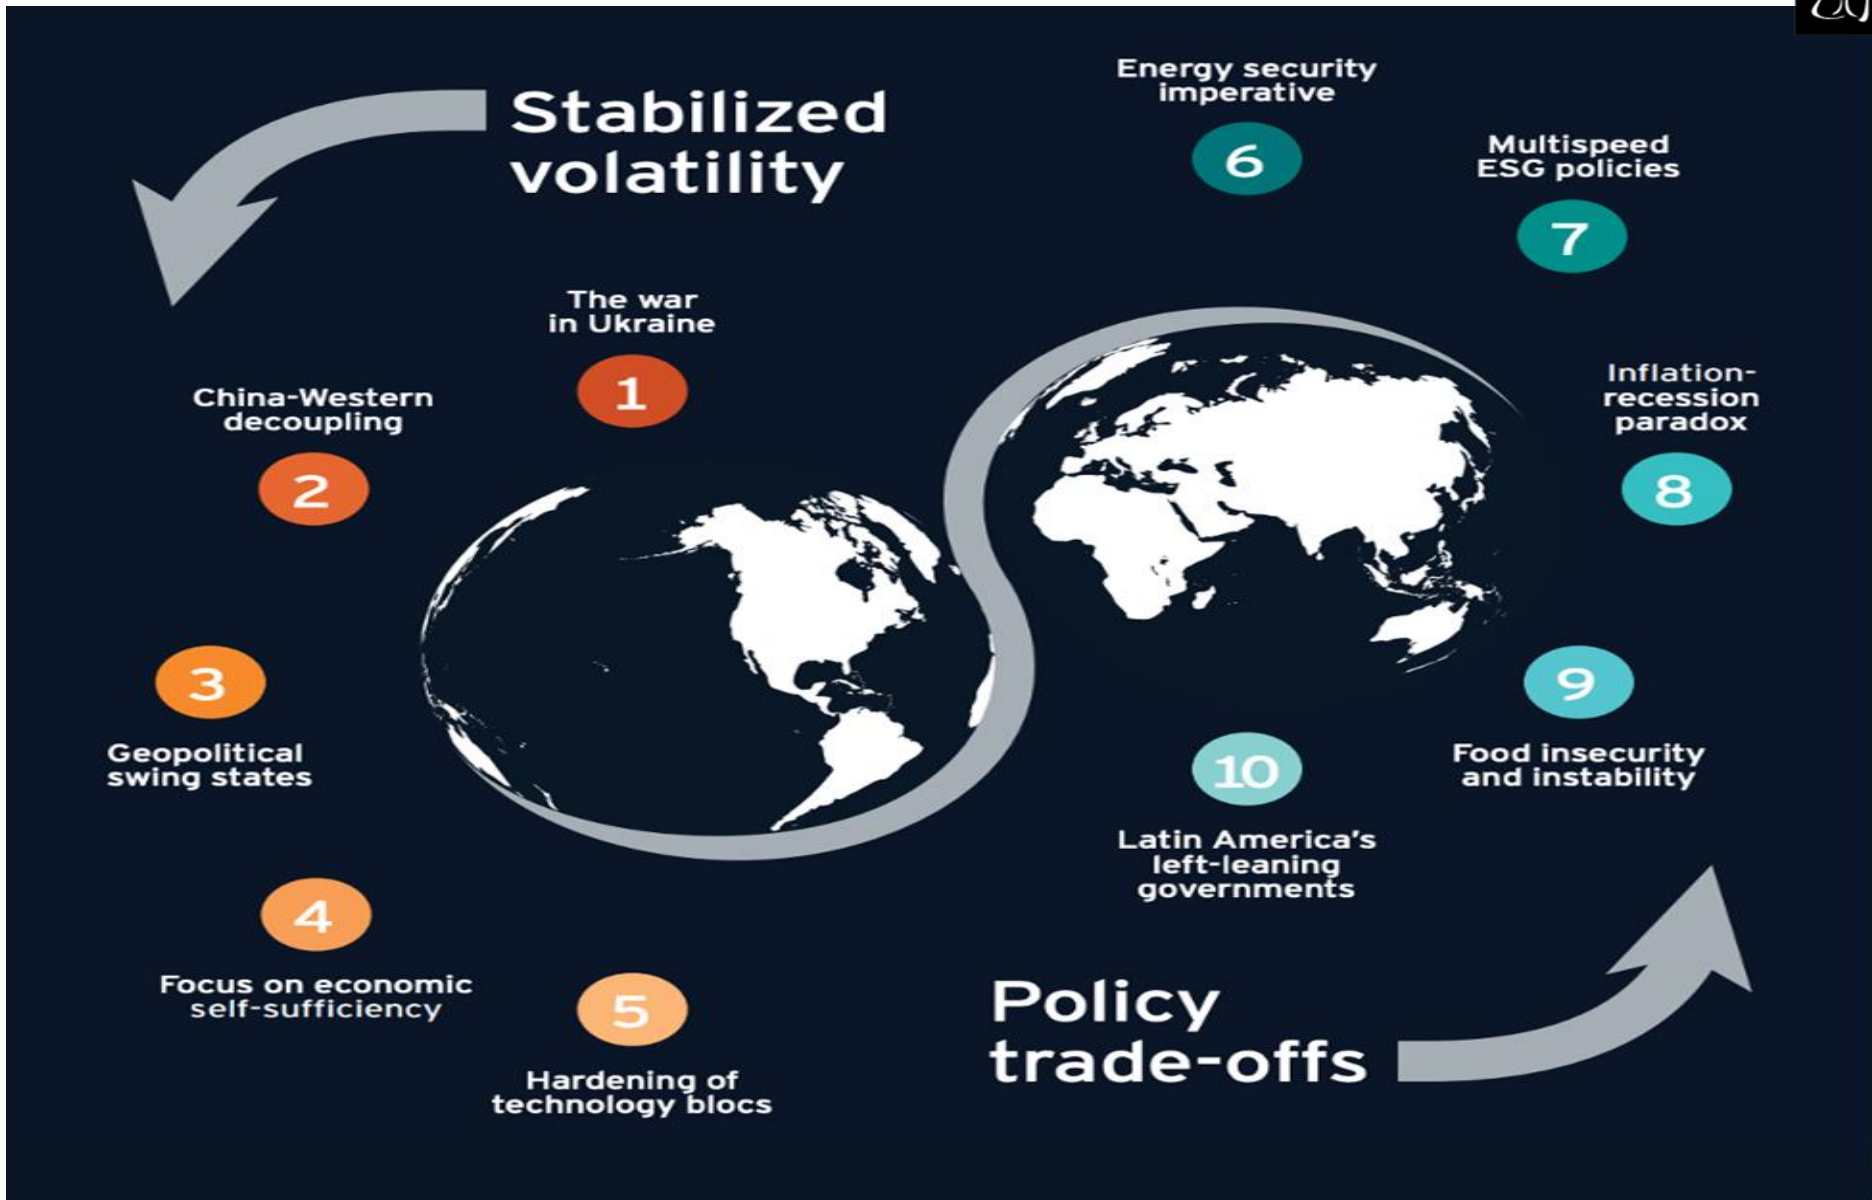 Stabilized
volatility
1
The war
in Ukraine
2
China-Western
decoupling
3
Geopolitical
swing states
4
Focus on economic
self-sufficiency
5
Hardening of
technology blocs
Energy security
imperative
6
Multispeed
ESG policies
7
Inflation-
recession
paradox
8
9
Food insecurity
and instability
10
Latin America's
left-leaning
governments
Policy
trade-offs